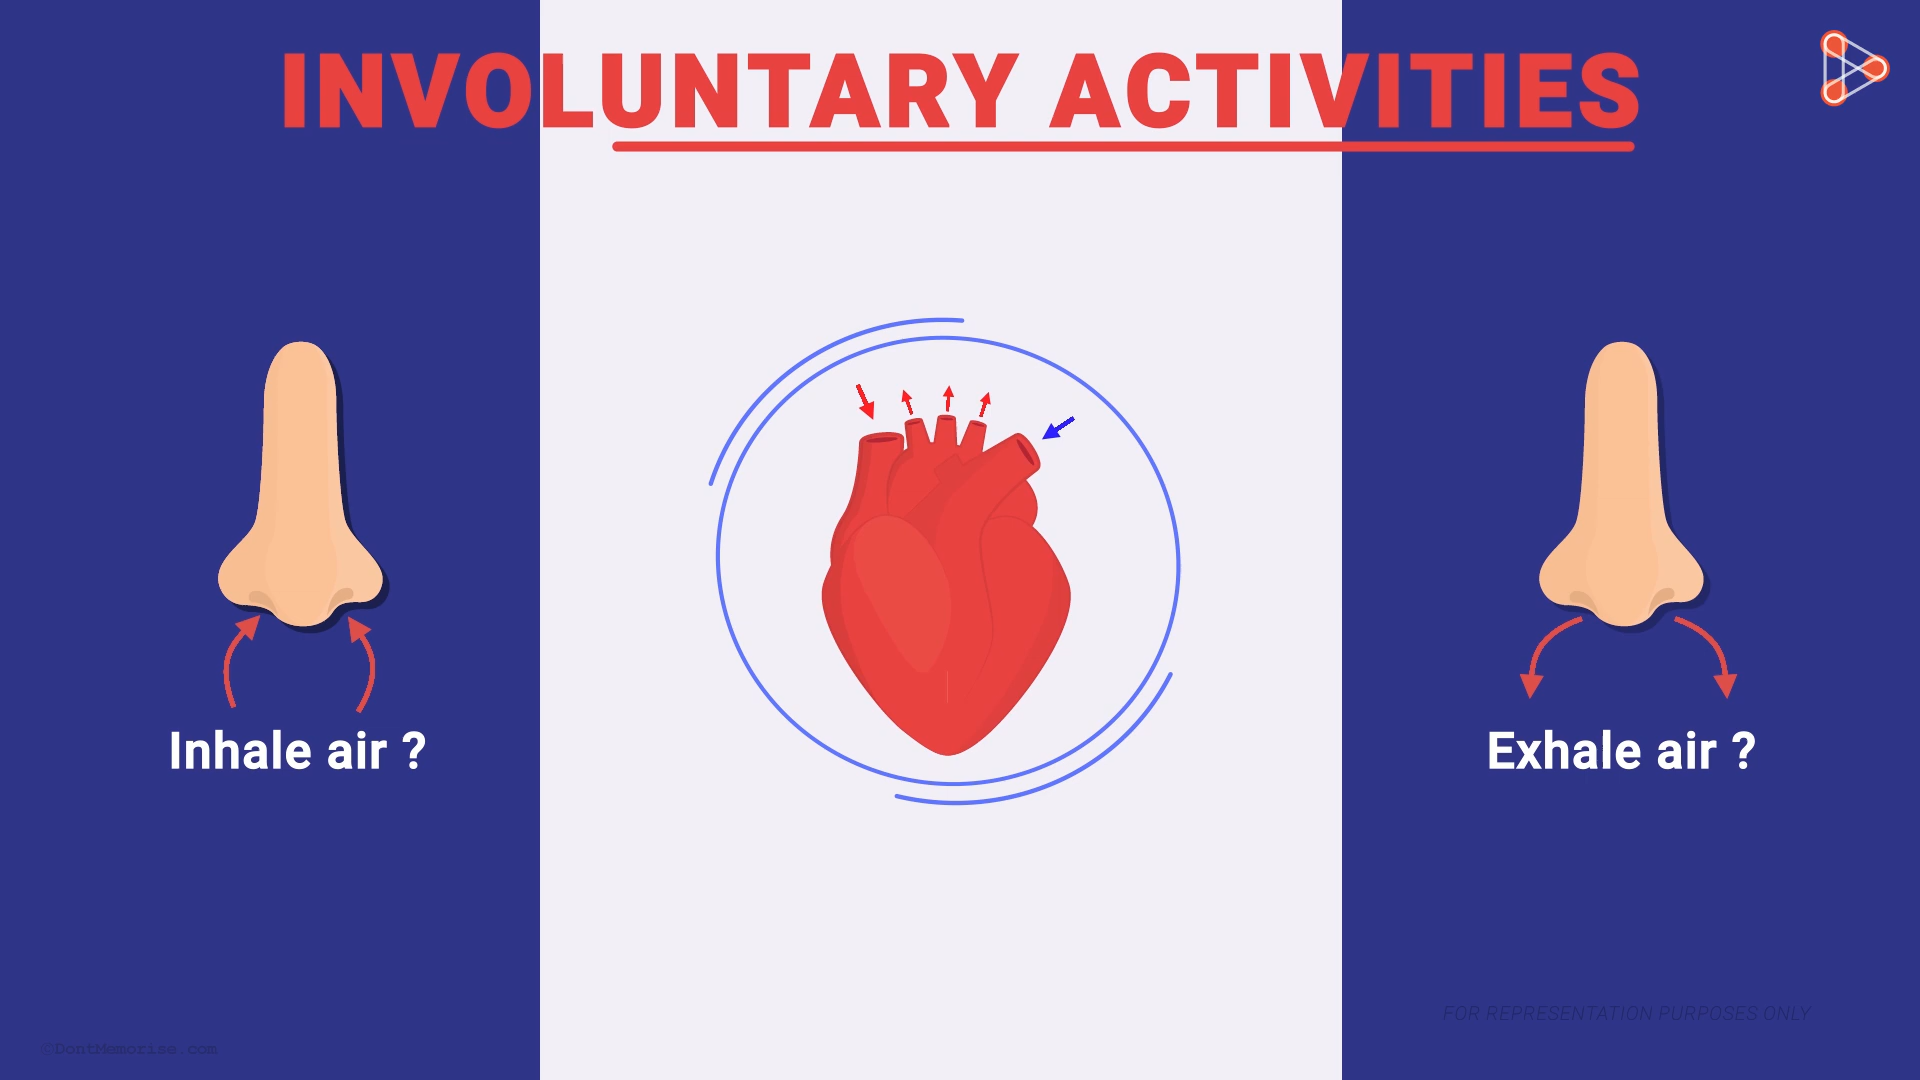 INVOLUNTARY ACTIVITIES
Inhale air ?
Exhale air ?
FOR REPRESENTATION PURPOSES ONLY
©DontMemorise.com